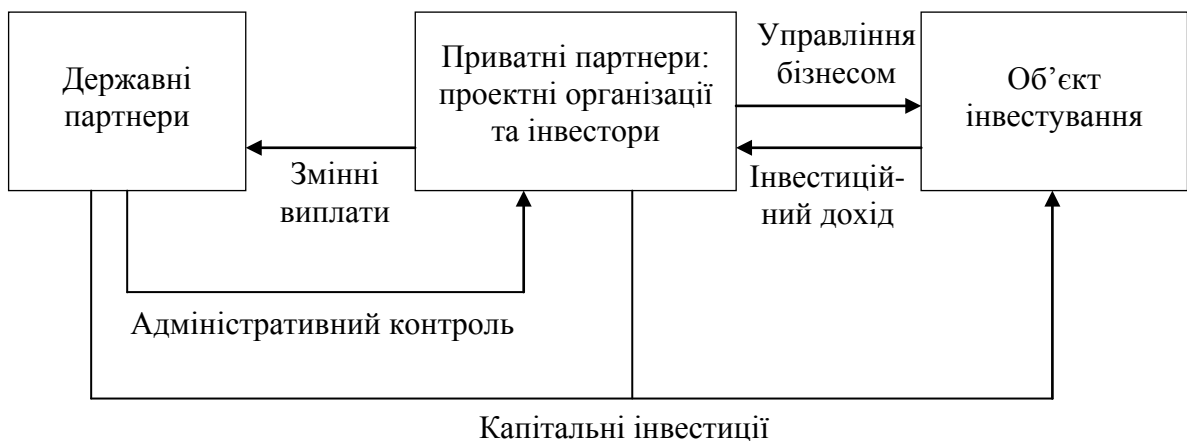 Державні
партнери
Приватні партнери:
проектні організації
та інвестори
Управління
бізнесом
Об’єкт
інвестування
Змінні
виплати
Інвестицій-
ний дохід
Адміністративний контроль
Капітальні інвестиції